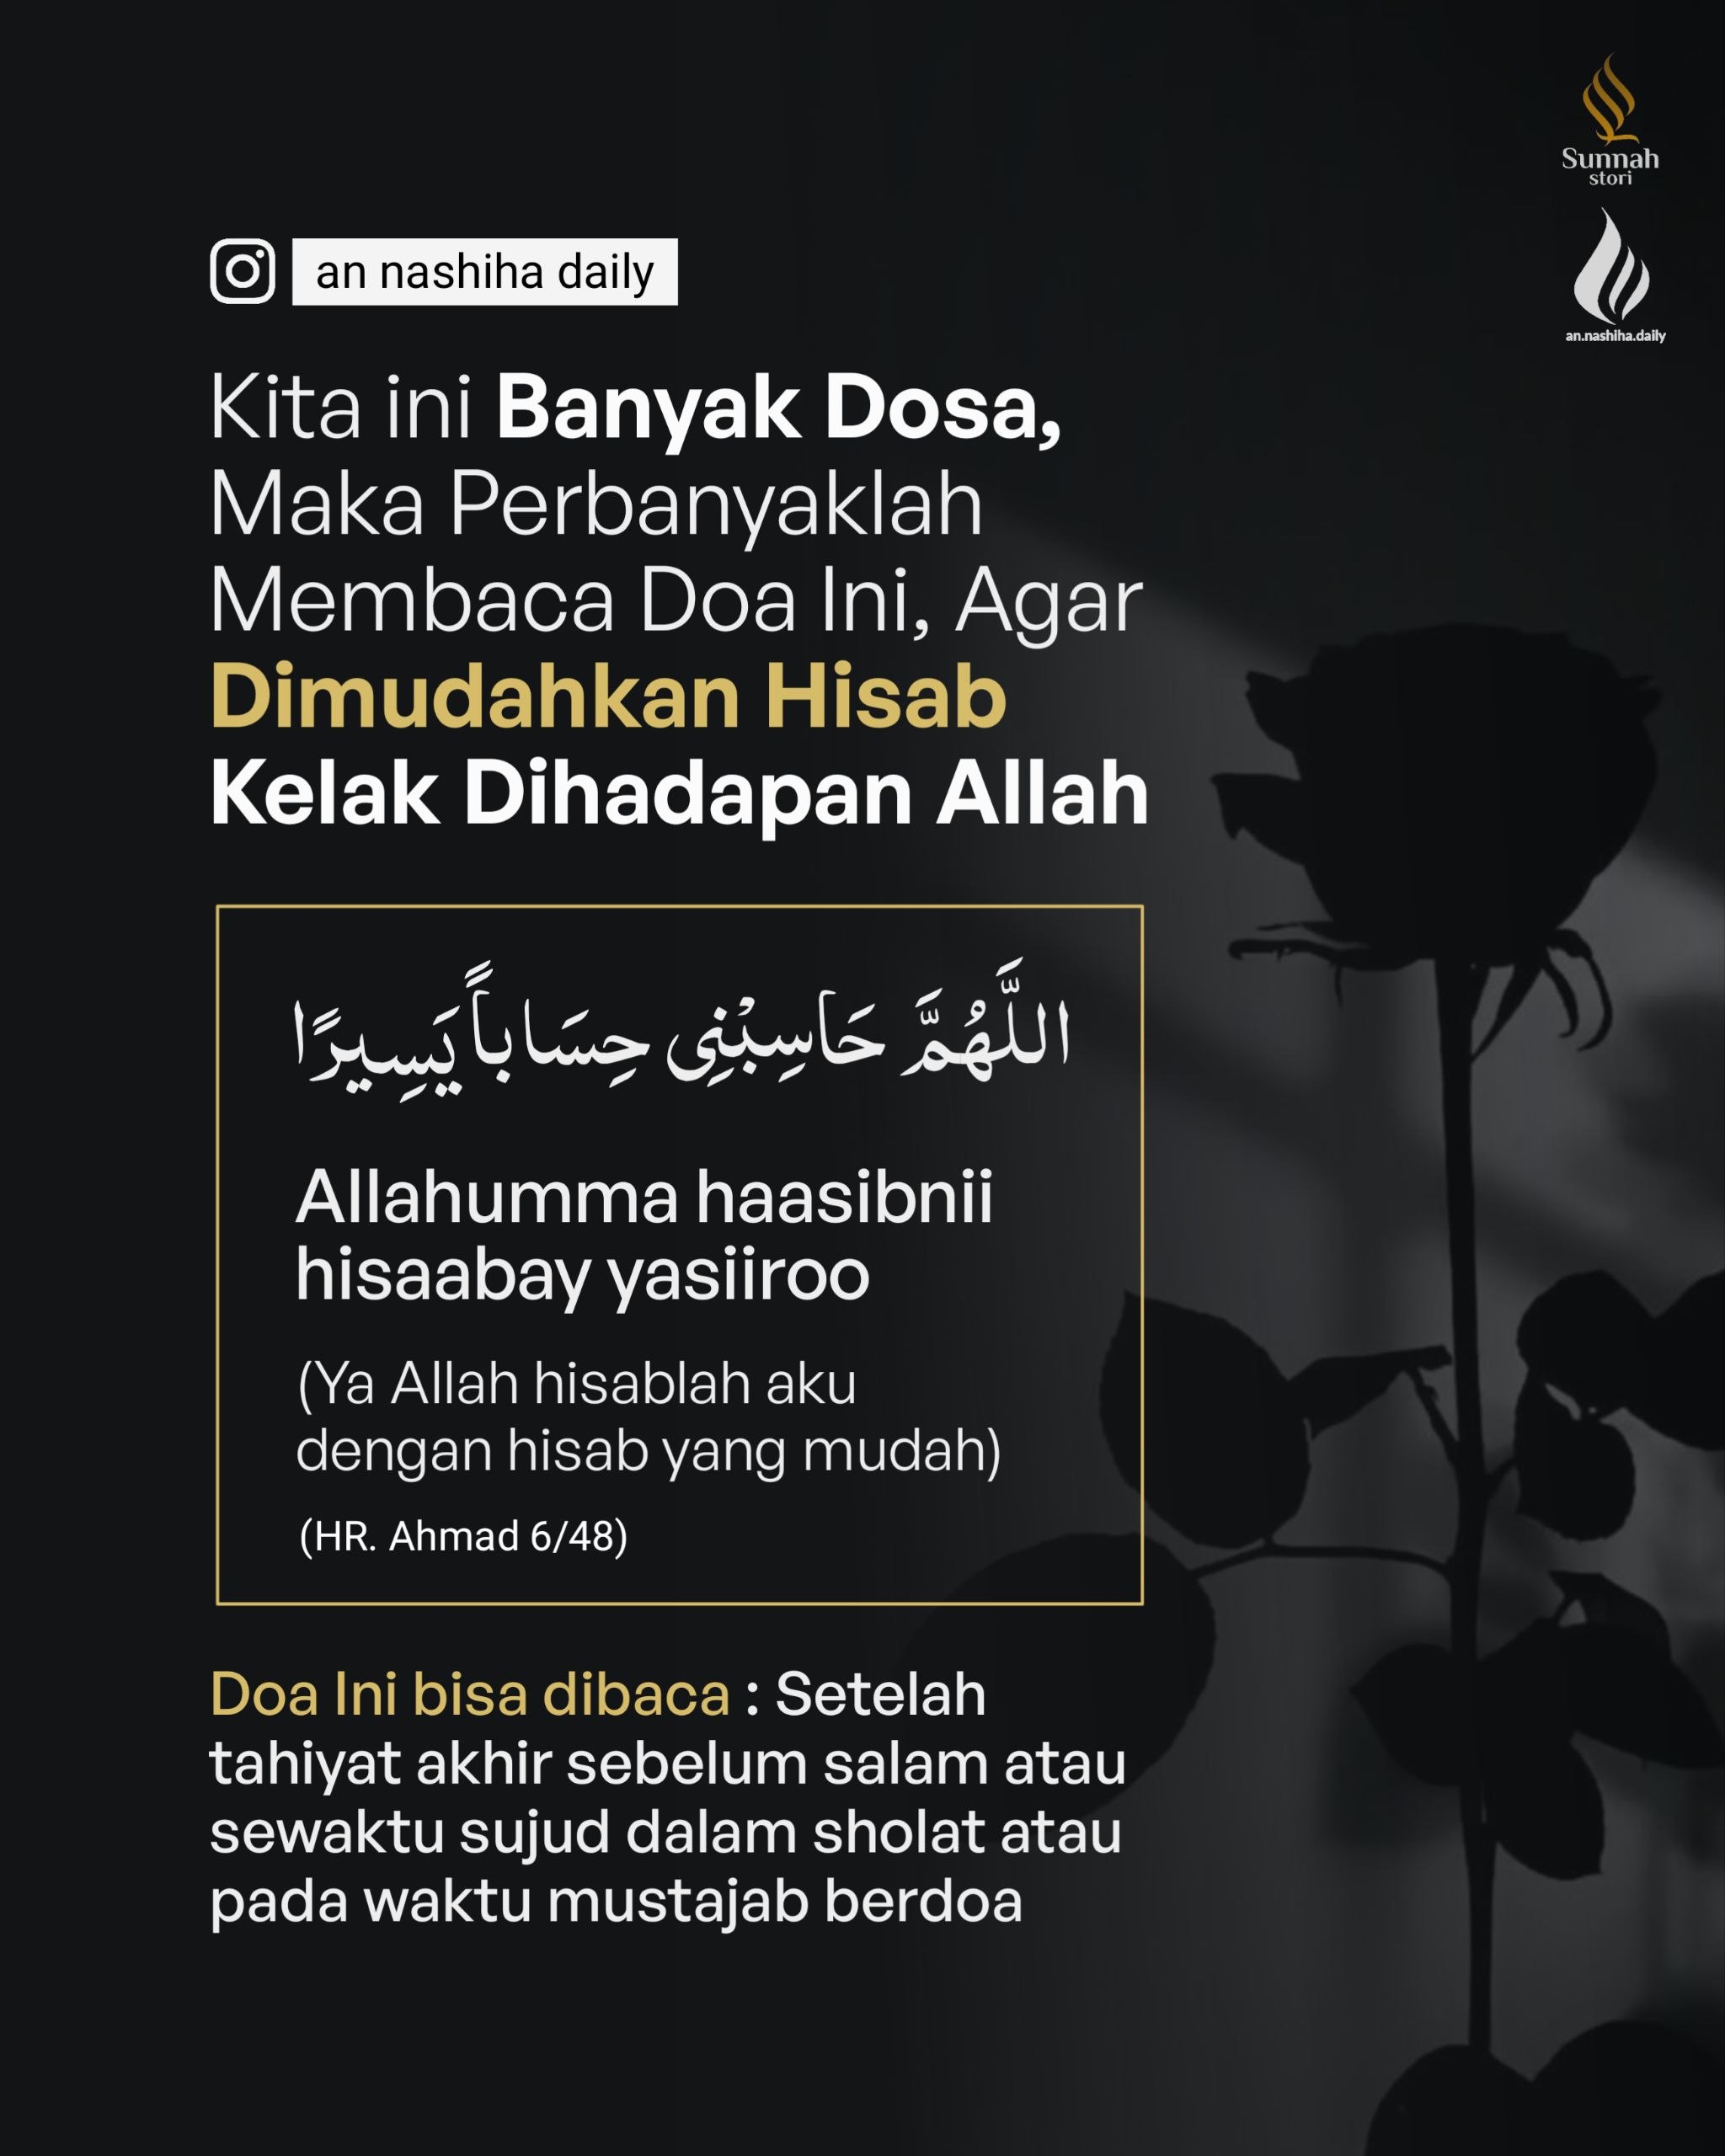 Sunnah
stori
an.nashiha.daily
an nashiha daily
Kita ini Banyak Dosa,
Maka Perbanyaklah
Membaca Doa Ini, Agar
Dimudahkan Hisab
Kelak Dihadapan Allah
اللَّهُمَّ حَاسِبْنِى حِسَاباً يَسِيرًا
Allahumma haasibnii
hisaabay yasiiroo
(Ya Allah hisablah aku
dengan hisab yang mudah)
(HR. Ahmad 6/48)
Doa Ini bisa dibaca : Setelah
tahiyat akhir sebelum salam atau
sewaktu sujud dalam sholat atau
pada waktu mustajab berdoa